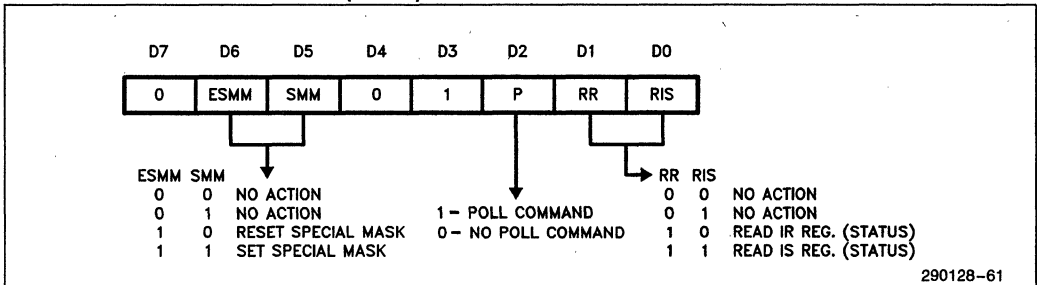 D7 D6 D5 D4 D3 D2 D1 D0
0 ESMM SMM 0 1 P RR RIS
ESMM SMM
0 0 NO ACTION
0 1 NO ACTION
1 0 RESET SPECIAL MASK
1 1 SET SPECIAL MASK
1 – POLL COMMAND
0 – NO POLL COMMAND
RR RIS
0 0 NO ACTION
0 1 NO ACTION
1 0 READ IR REG. (STATUS)
1 1 READ IS REG. (STATUS)
290128–61